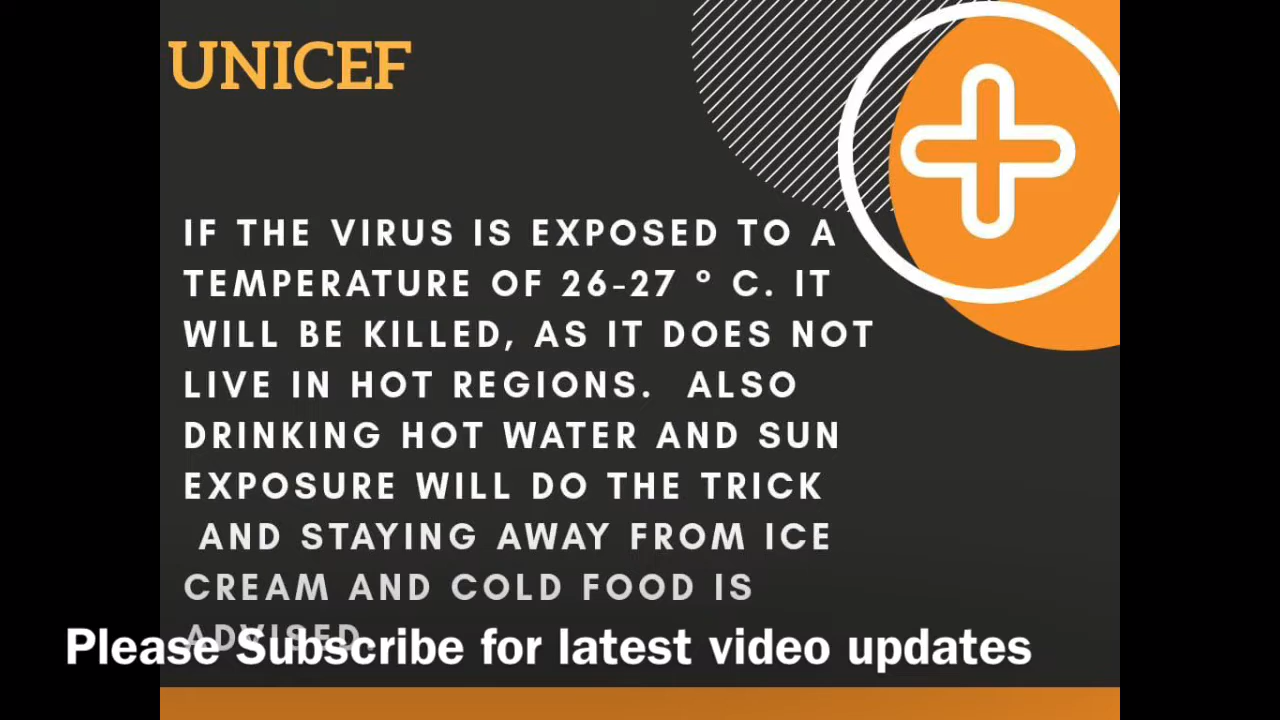 UNICEF
IF THE VIRUS IS EXPOSED TO A
TEMPERATURE OF 26-27 ° C. IT
WILL BE KILLED, AS IT DOES NOT
LIVE IN HOT REGIONS. ALSO
DRINKING HOT WATER AND SUN
EXPOSURE WILL DO THE TRICK
AND STAYING AWAY FROM ICE
CREAM AND COLD FOOD IS
ADVISED.
Please Subscribe for latest video updates